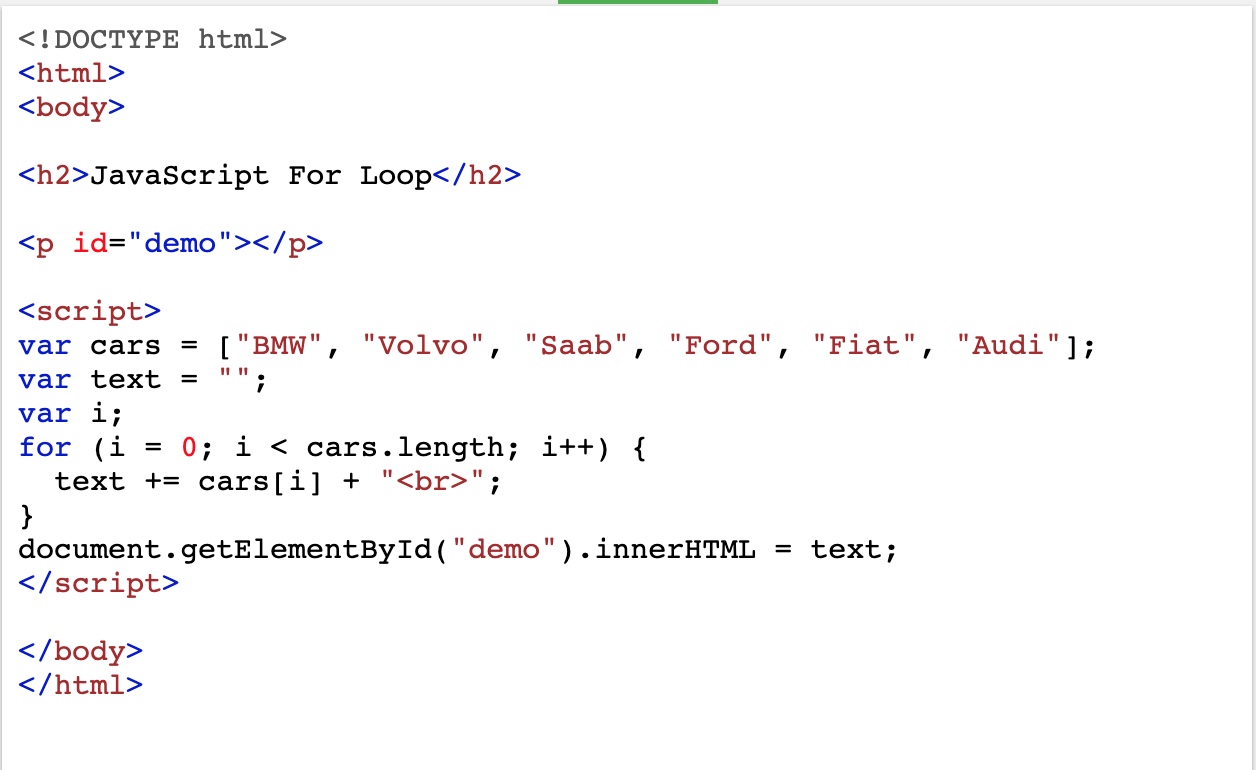 <!DOCTYPE html>
<html>
<body>
<h2>JavaScript For Loop</h2>
<p id="demo"></p>
<script>
var cars = ["BMW", "Volvo", "Saab", "Ford", "Fiat", "Audi"];
var text = "";
var i;
for (i = 0; i < cars.length; i++) {
  text += cars[i] + "<br>";
}
document.getElementById("demo").innerHTML = text;
</script>
</body>
</html>